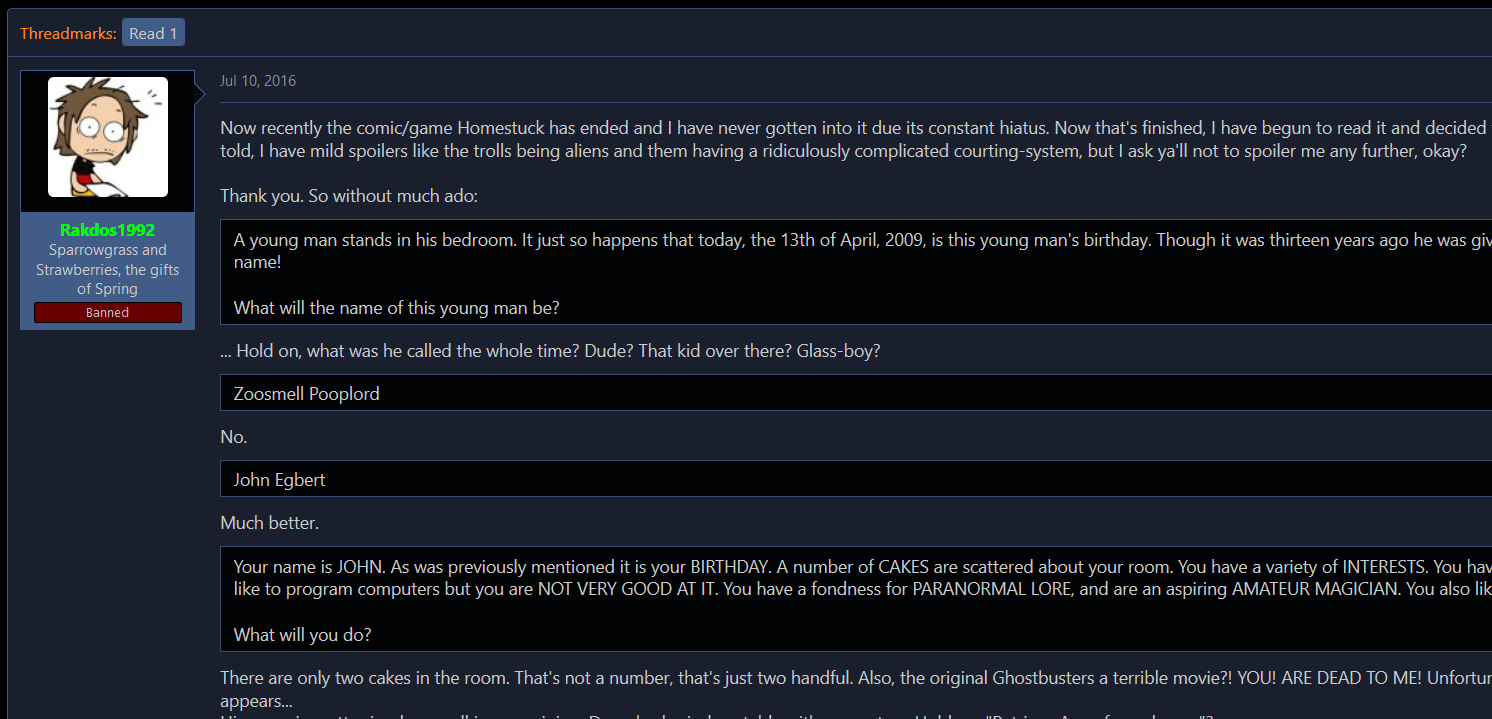 Threadmarks: Read 1
Jul 10, 2016
Rakdos1992
Sparrowgrass and
Strawberries, the gifts
of Spring
Banned
Now recently the comic/game Homestuck has ended and I have never gotten into it due its constant hiatus. Now that's finished, I have begun to read it and decided
told, I have mild spoilers like the trolls being aliens and them having a ridiculously complicated courting-system, but I ask ya'll not to spoiler me any further, okay?
Thank you. So without much ado:
A young man stands in his bedroom. It just so happens that today, the 13th of April, 2009, is this young man's birthday. Though it was thirteen years ago he was giv
name!
What will the name of this young man be?
... Hold on, what was he called the whole time? Dude? That kid over there? Glass-boy?
Zoosmell Pooplord
No.
John Egbert
Much better.
Your name is JOHN. As was previously mentioned it is your BIRTHDAY. A number of CAKES are scattered about your room. You have a variety of INTERESTS. You hav
like to program computers but you are NOT VERY GOOD AT IT. You have a fondness for PARANORMAL LORE, and are an aspiring AMATEUR MAGICIAN. You also lik
What will you do?
There are only two cakes in the room. That's not a number, that's just two handful. Also, the original Ghostbusters a terrible movie?! YOU! ARE DEAD TO ME! Unfortur
appears...